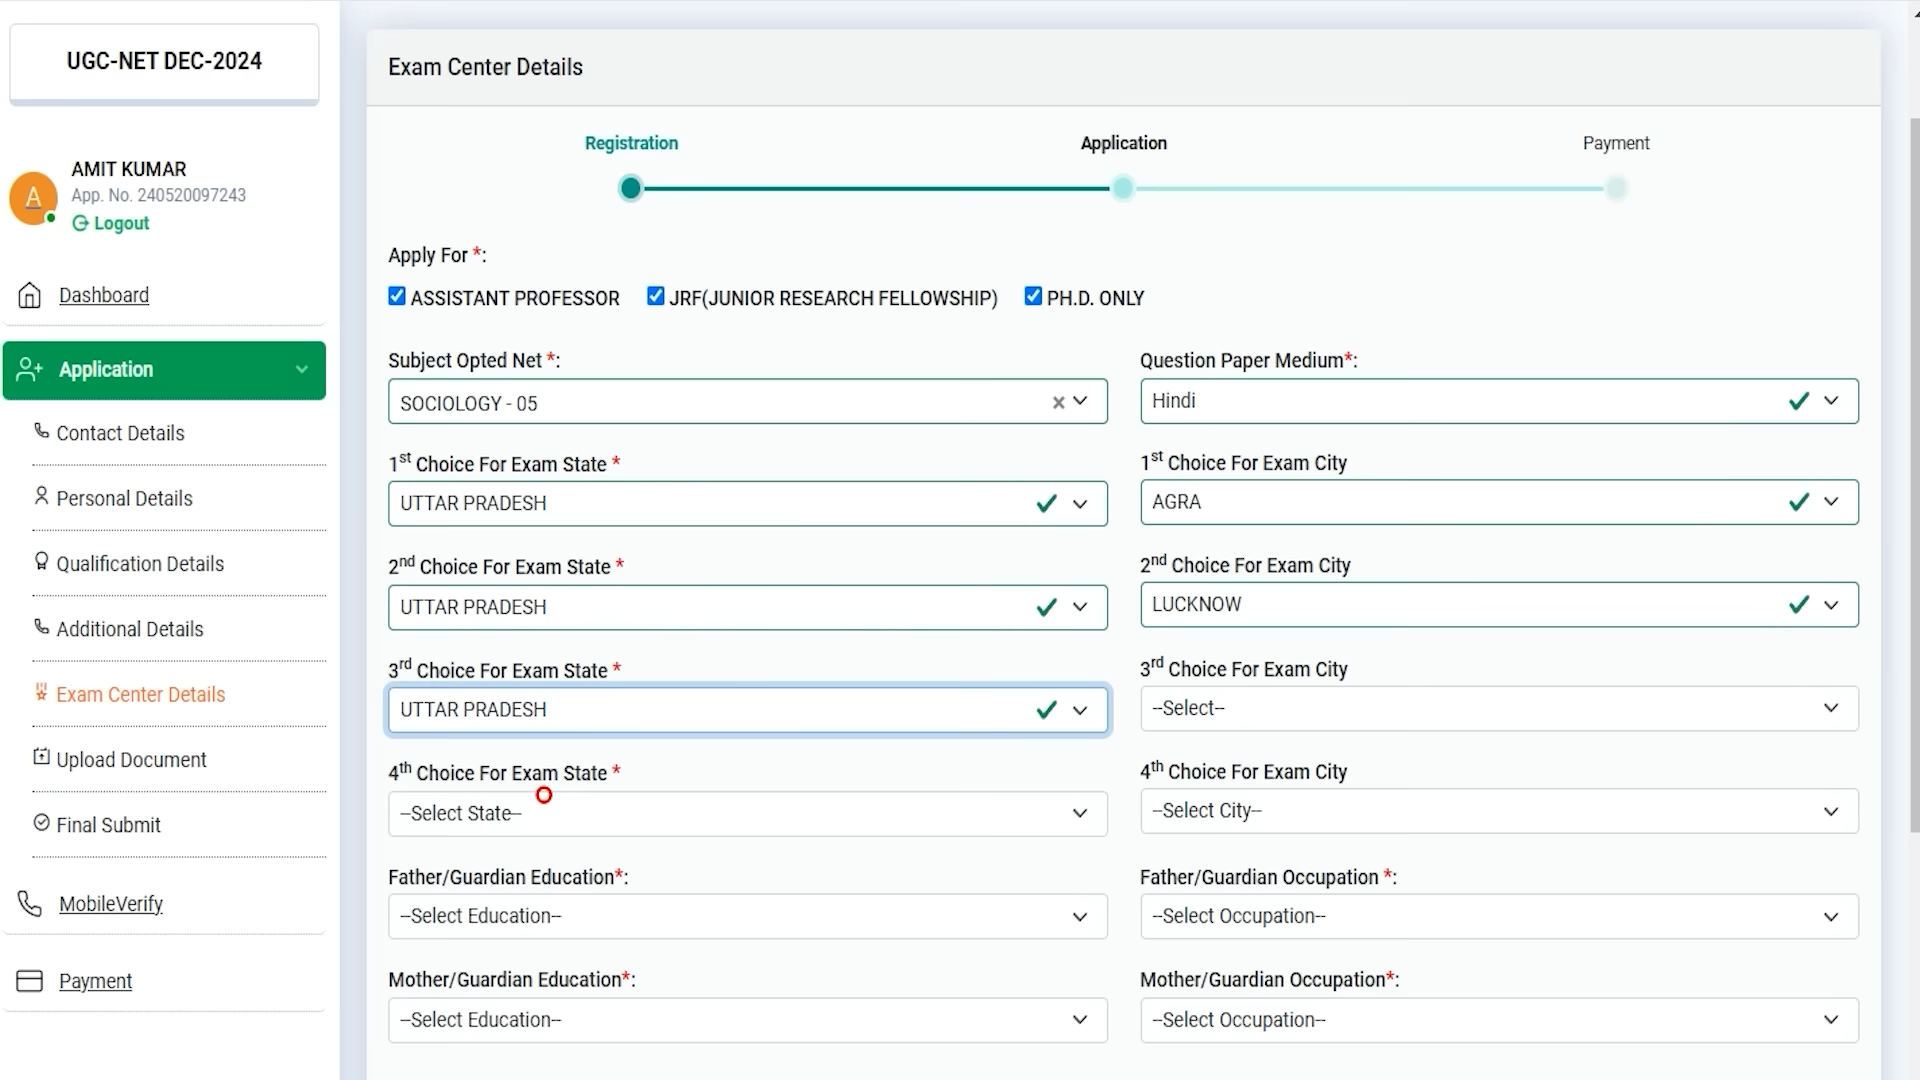 UGC-NET DEC-2024
A
AMIT KUMAR
App. No. 240520097243
Logout
Dashboard
Application
Contact Details
Personal Details
Qualification Details
Additional Details
Exam Center Details
Upload Document
Final Submit
MobileVerify
Payment
Exam Center Details
Registration Application Payment
Apply For *:
ASSISTANT PROFESSOR JRF(JUNIOR RESEARCH FELLOWSHIP) PH.D. ONLY
Subject Opted Net *: Question Paper Medium*:
SOCIOLOGY - 05 Hindi
1st Choice For Exam State * 1st Choice For Exam City
UTTAR PRADESH AGRA
2nd Choice For Exam State * 2nd Choice For Exam City
UTTAR PRADESH LUCKNOW
3rd Choice For Exam State * 3rd Choice For Exam City
UTTAR PRADESH --Select--
4th Choice For Exam State * 4th Choice For Exam City
--Select State-- --Select City--
Father/Guardian Education*: Father/Guardian Occupation *:
--Select Education-- --Select Occupation--
Mother/Guardian Education*: Mother/Guardian Occupation*:
--Select Education-- --Select Occupation--